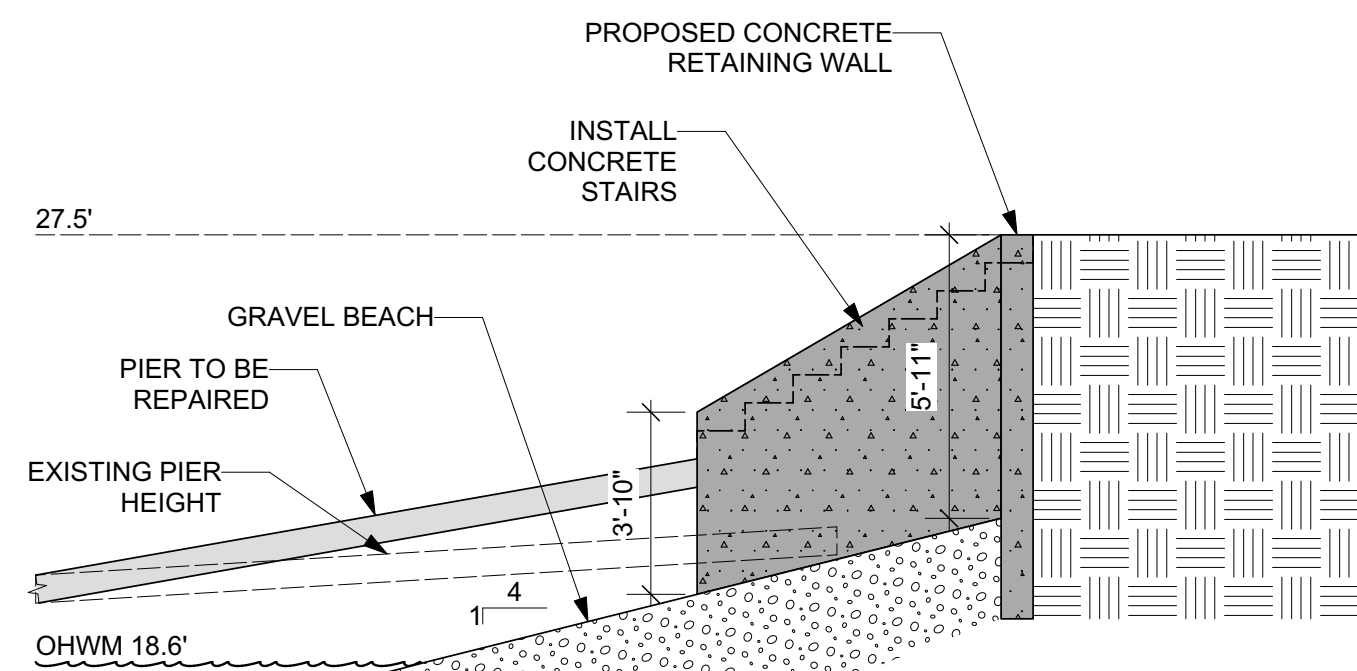 PROPOSED CONCRETE
RETAINING WALL
INSTALL
CONCRETE
STAIRS
27.5'
GRAVEL BEACH
PIER TO BE
REPAIRED
EXISTING PIER
HEIGHT
5'-11"
3'-10"
4
1
OHWM 18.6'